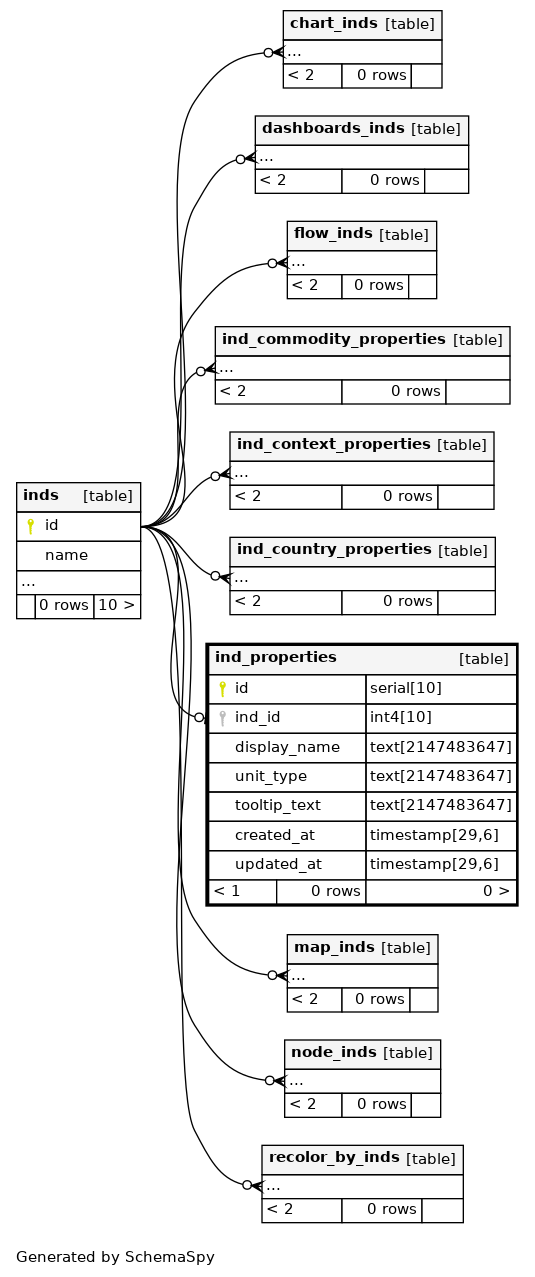 chart_inds [table]
...
< 2 0 rows
dashboards_inds [table]
...
< 2 0 rows
flow_inds [table]
...
< 2 0 rows
ind_commodity_properties [table]
...
< 2 0 rows
ind_context_properties [table]
...
< 2 0 rows
inds [table]
id
name
...
0 rows 10 >
ind_country_properties [table]
...
< 2 0 rows
ind_properties [table]
id serial[10]
ind_id int4[10]
display_name text[2147483647]
unit_type text[2147483647]
tooltip_text text[2147483647]
created_at timestamp[29,6]
updated_at timestamp[29,6]
< 1 0 rows 0 >
map_inds [table]
...
< 2 0 rows
node_inds [table]
...
< 2 0 rows
recolor_by_inds [table]
...
< 2 0 rows
Generated by SchemaSpy